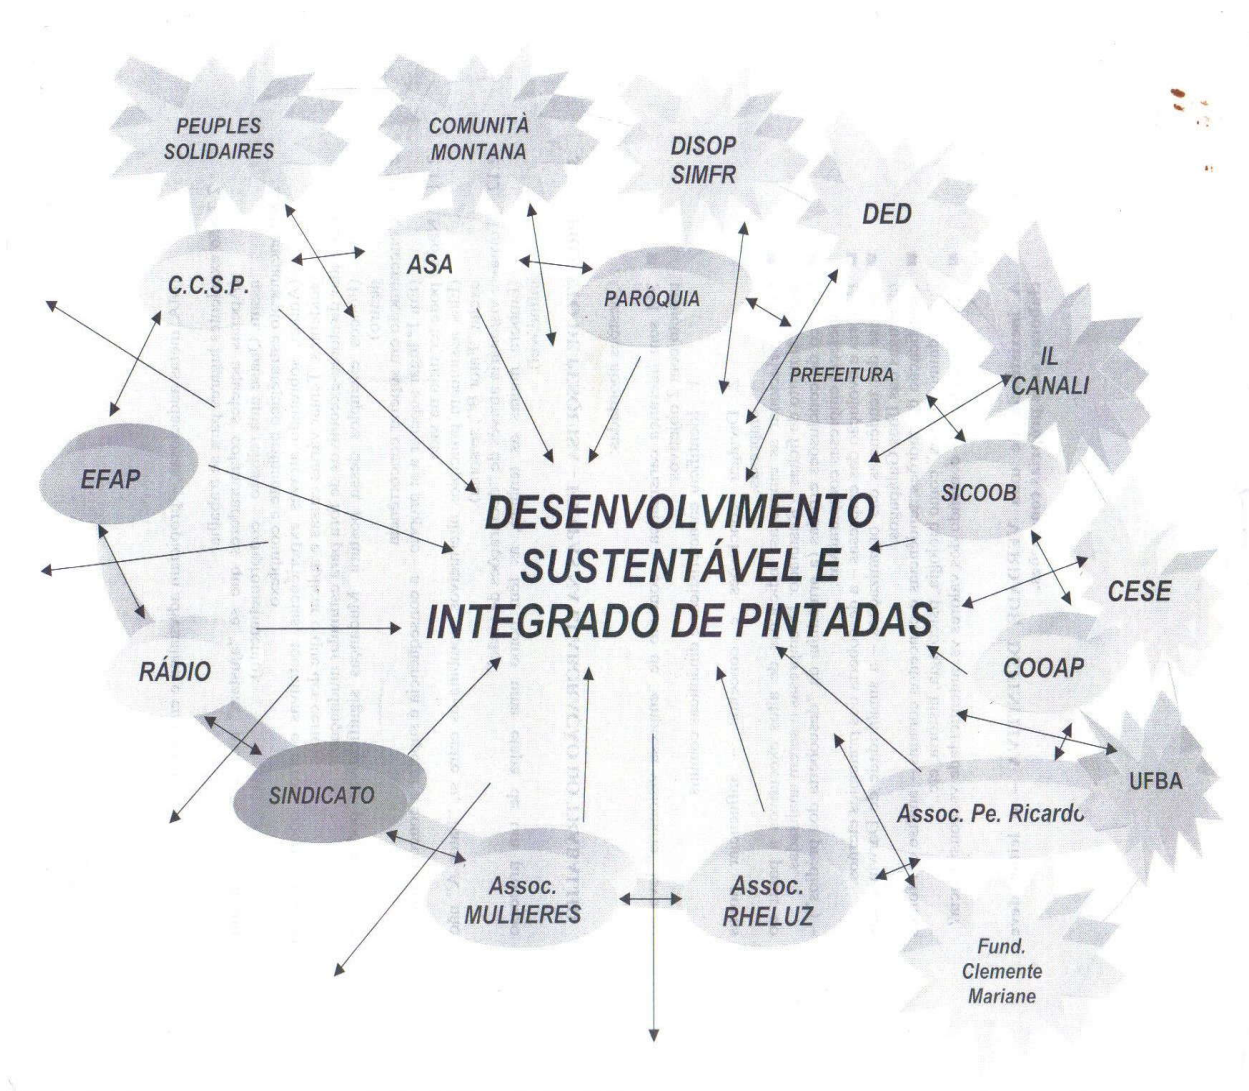 PEUPLES
SOLIDAIRES
COMUNITÀ
MONTANA
DISOP
SIMFR
DED
C.C.S.P.
ASA
PARÓQUIA
PREFEITURA
IL
CANALI
EFAP
SICOOB
DESENVOLVIMENTO
SUSTENTÁVEL E
INTEGRADO DE PINTADAS
CESE
RÁDIO
COOAP
SINDICATO
UFBA
Assoc. Pe. Ricardo
Assoc.
MULHERES
Assoc.
RHELUZ
Fund.
Clemente
Mariane